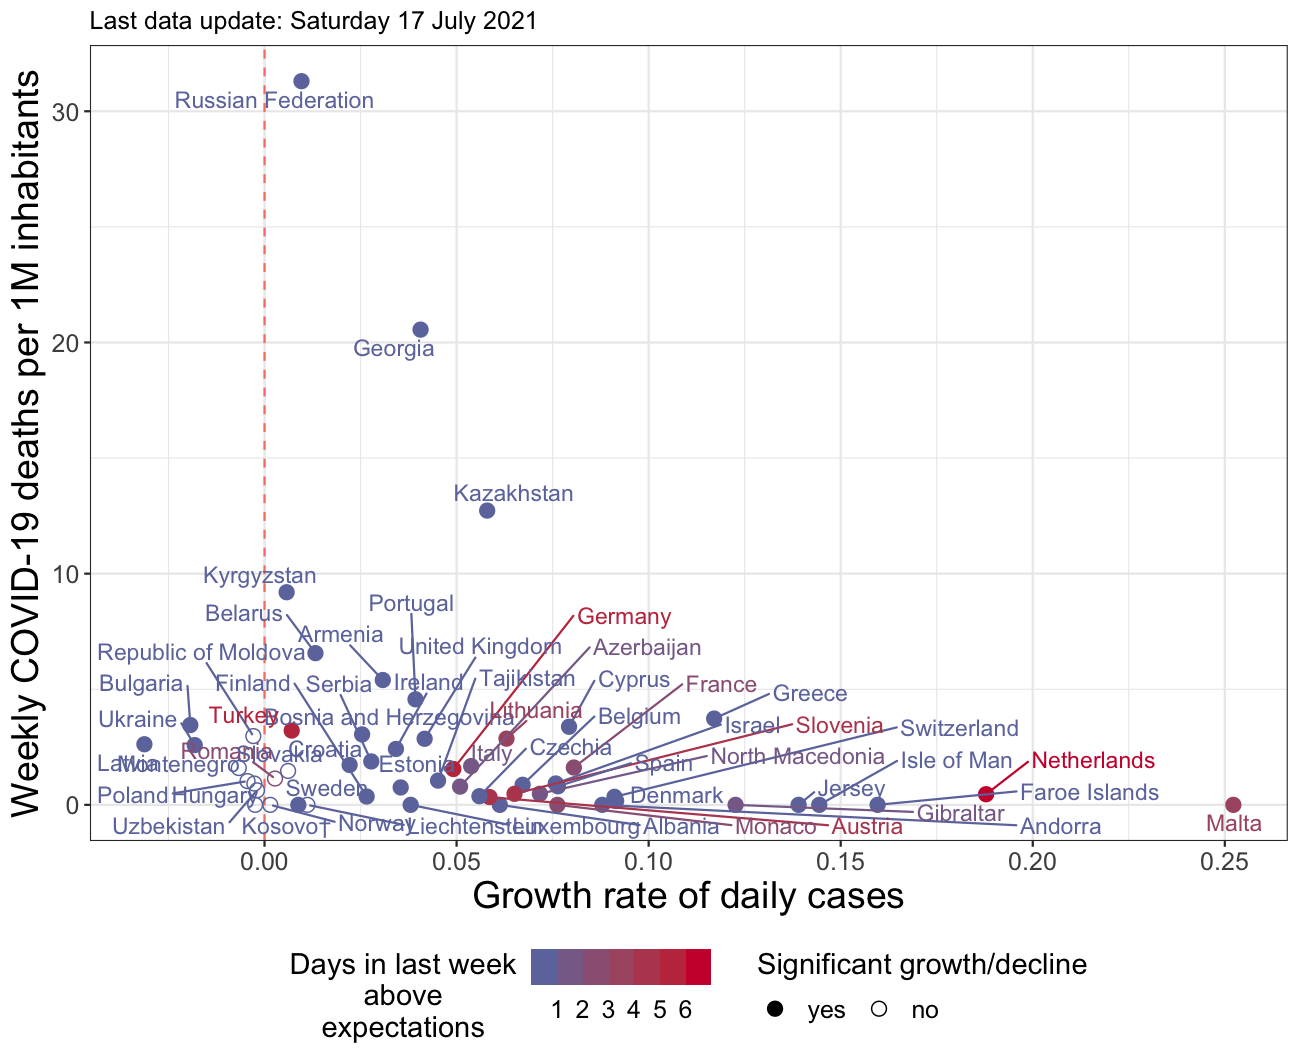 Last data update: Saturday 17 July 2021
Weekly COVID-19 deaths per 1M inhabitants
30
20
10
0
Russian Federation
Georgia
Kazakhstan
Kyrgyzstan
Belarus
Portugal
Germany
Armenia
United Kingdom
Azerbaijan
Republic of Moldova
Bulgaria
Finland
Serbia
Ireland
Tajikistan
Cyprus
France
Greece
Ukraine
Turkey
Bosnia and Herzegovina
Lithuania
Belgium
Israel
Slovenia
Switzerland
Romania
Slovakia
Croatia
Italy
Czechia
North Macedonia
Latvia
Montenegro
Estonia
Spain
Isle of Man
Netherlands
Poland
Hungary
Sweden
Denmark
Jersey
Faroe Islands
Gibraltar
Uzbekistan
Kosovo†
Norway
Liechtenstein
Luxembourg
Albania
Monaco
Austria
Andorra
Malta
0.00 0.05 0.10 0.15 0.20 0.25
Growth rate of daily cases
Days in last week
above
expectations
1 2 3 4 5 6
Significant growth/decline
yes no